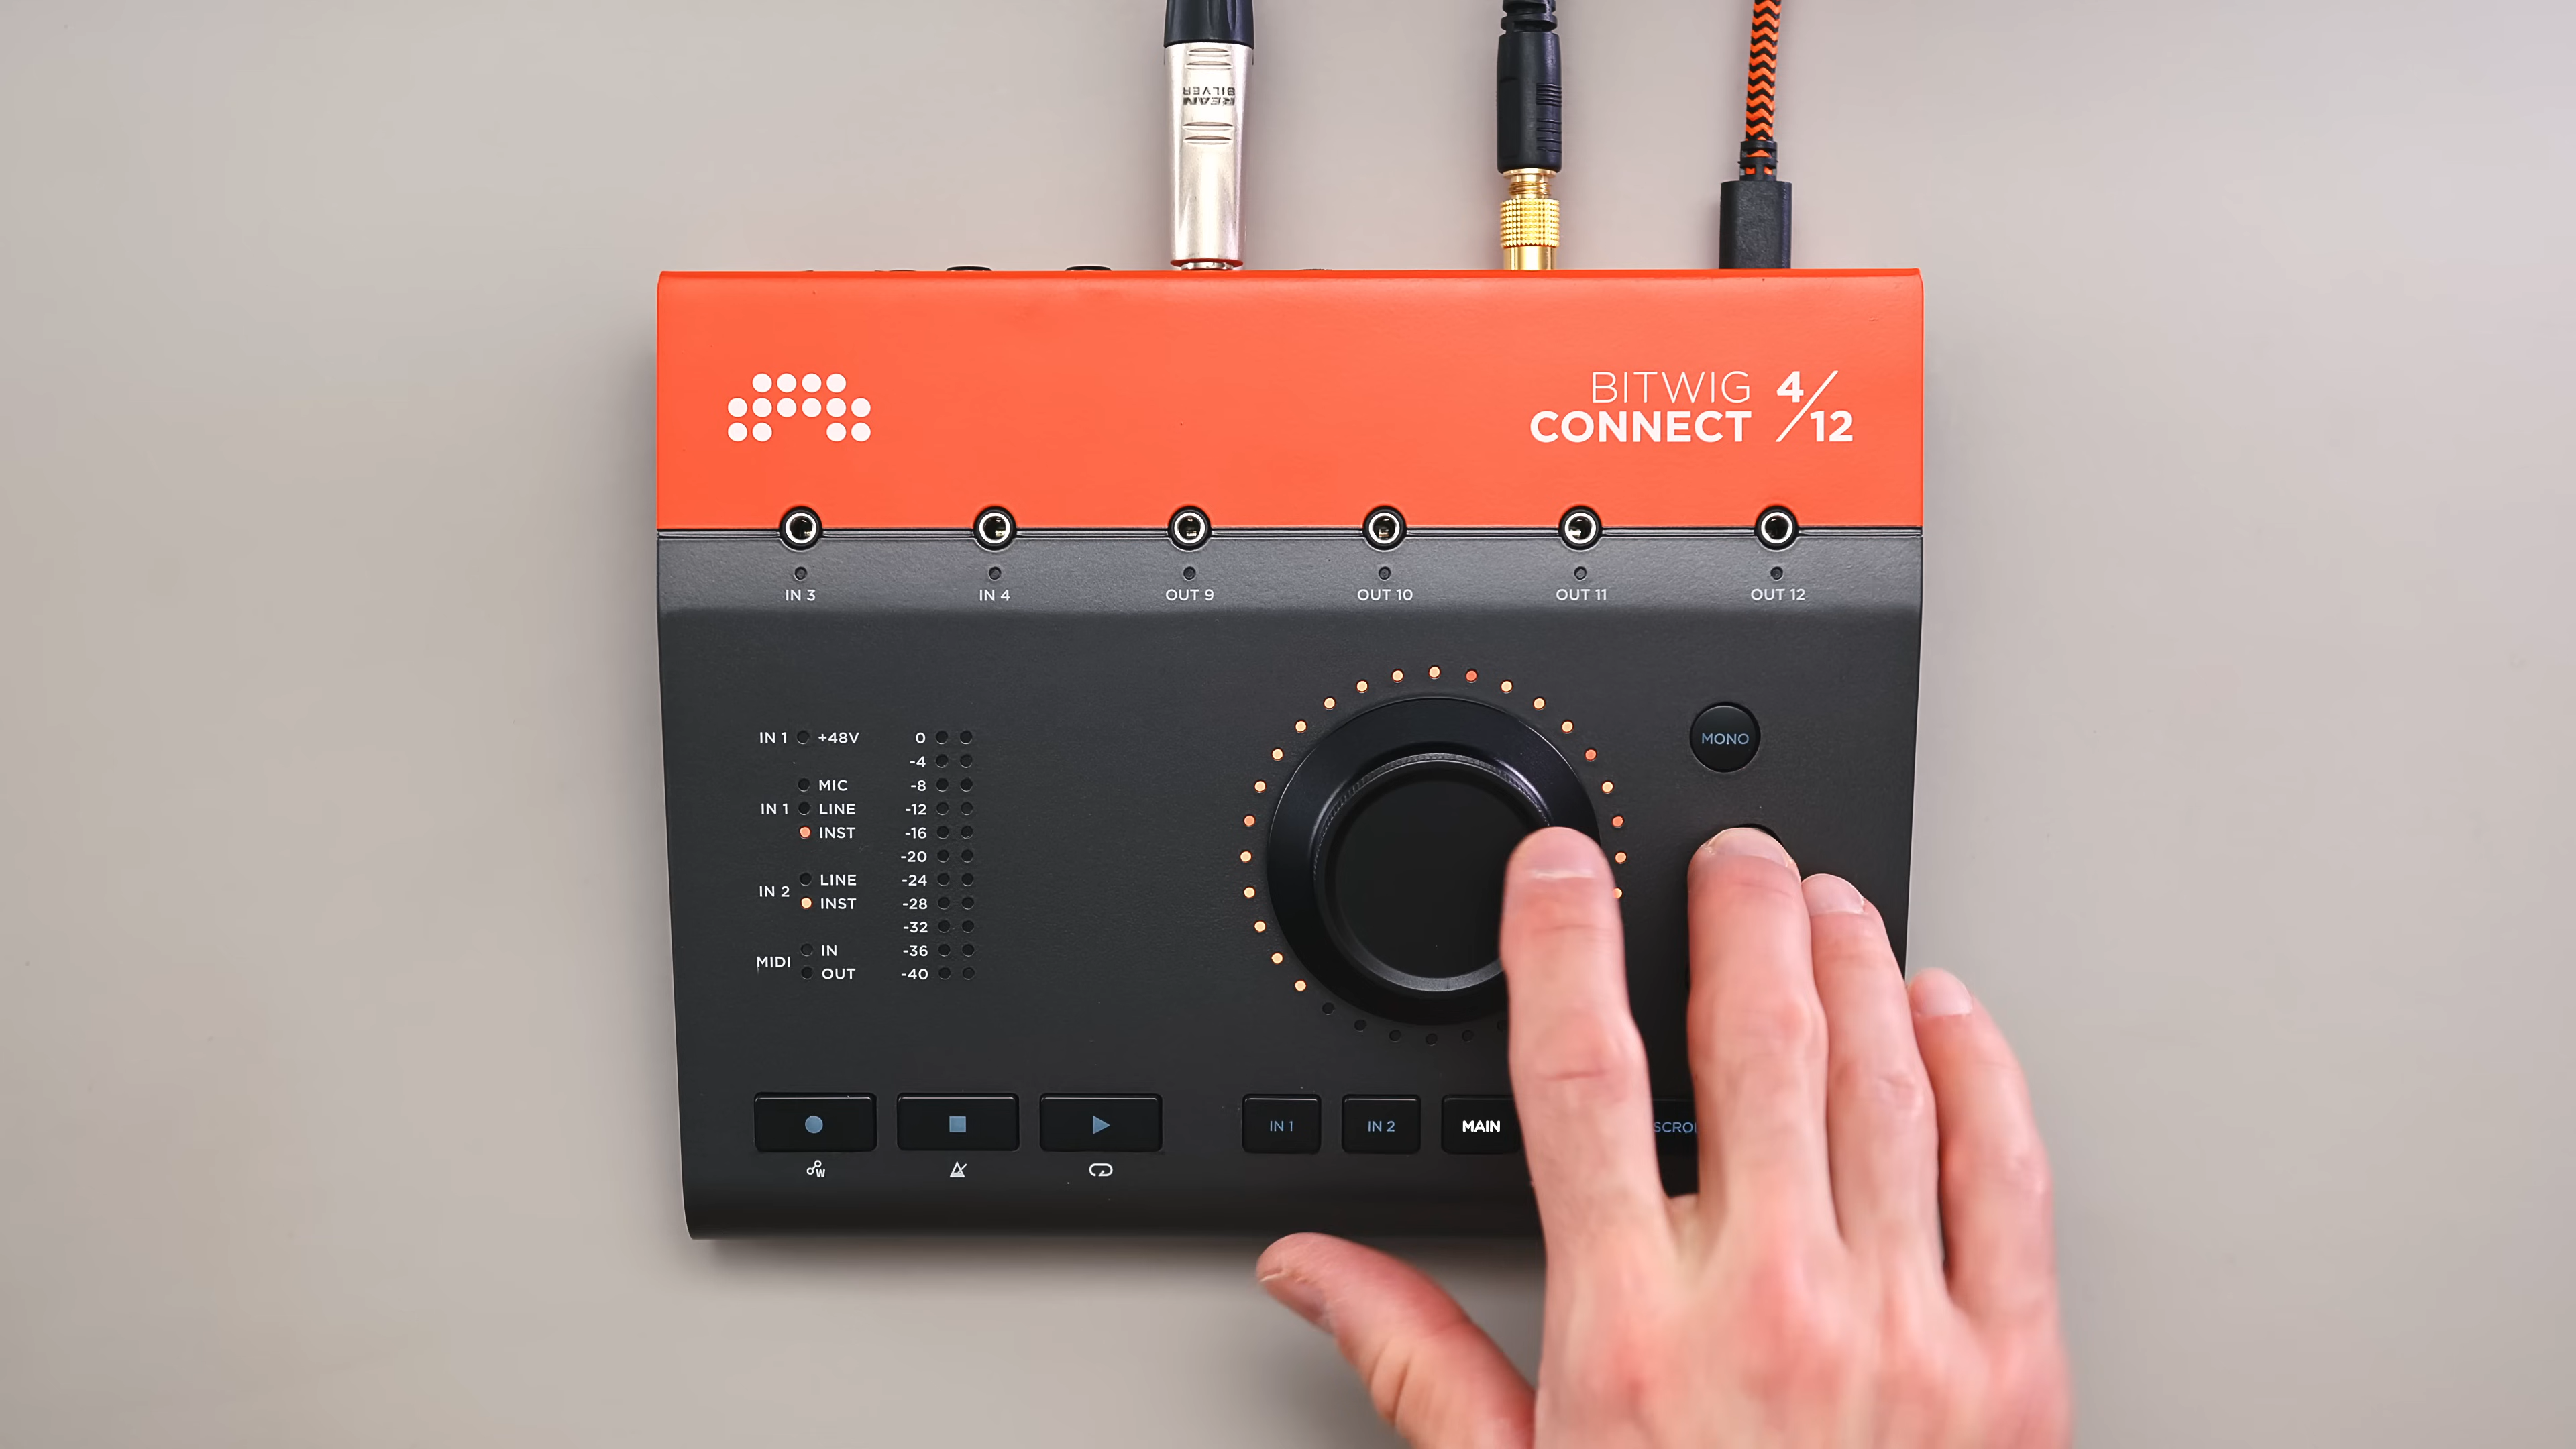 REAN
SILVER
BITWIG
CONNECT
4/12
IN 3
IN 4
OUT 9
OUT 10
OUT 11
OUT 12
IN 1
+48V
MIC
IN 1
LINE
INST
IN 2
LINE
INST
MIDI
IN
OUT
0
-4
-8
-12
-16
-20
-24
-28
-32
-36
-40
MONO
IN 1
IN 2
MAIN
W